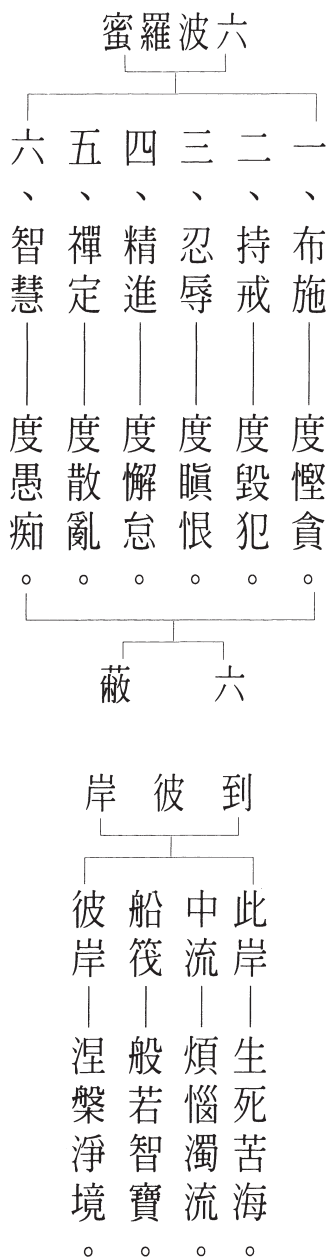 六波羅蜜
一、布施——度慳貪。
二、持戒——度毀犯。
三、忍辱——度瞋恨。
四、精進——度懈怠。
五、禪定——度散亂。
六、智慧——度愚痴。
六蔽
到彼岸
此岸——生死苦海。
中流——煩惱濁流。
船筏——般若智寶。
彼岸——涅槃淨境。